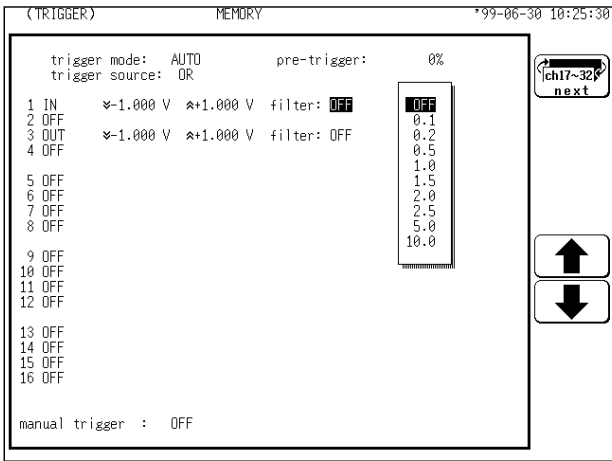 (TRIGGER) MEMORY '99-06-30 10:25:30
trigger mode: AUTO pre-trigger: 0%
trigger source: OR
1 IN ⩔-1.000 V ⩓+1.000 V filter: OFF
2 OFF
3 OUT ⩔-1.000 V ⩓+1.000 V filter: OFF
4 OFF
5 OFF
6 OFF
7 OFF
8 OFF
9 OFF
10 OFF
11 OFF
12 OFF
13 OFF
14 OFF
15 OFF
16 OFF
manual trigger : OFF
OFF
0.1
0.2
0.5
1.0
1.5
2.0
2.5
5.0
10.0
ch17~32
next